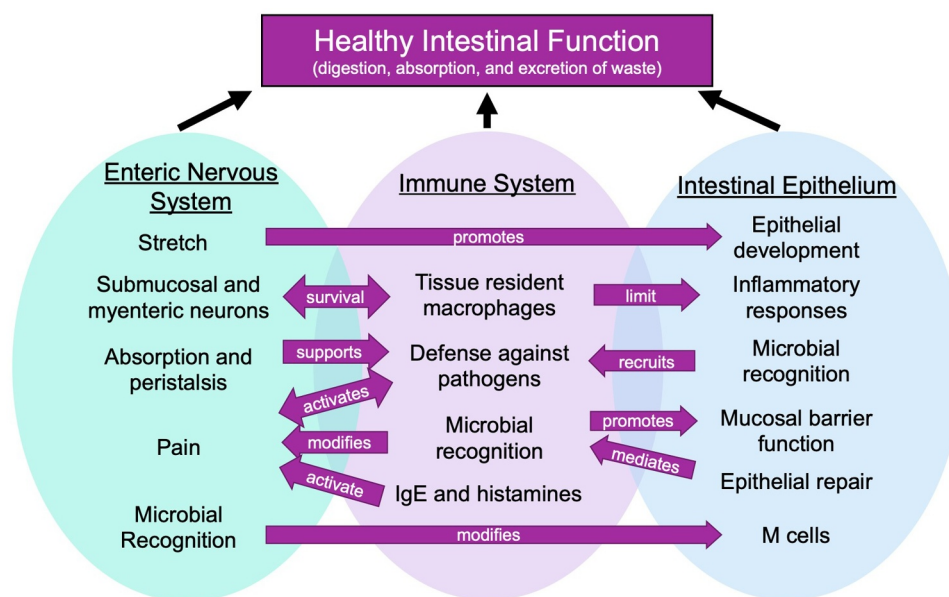 Healthy Intestinal Function
(digestion, absorption, and excretion of waste)
Enteric Nervous
System
Immune System
Intestinal Epithelium
Stretch
promotes
Epithelial
development
Submucosal and
myenteric neurons
survival
Tissue resident
macrophages
limit
Inflammatory
responses
Absorption and
peristalsis
supports
Defense against
pathogens
recruits
Microbial
recognition
activates
Pain
modifies
Microbial
recognition
promotes
Mucosal barrier
function
mediates
activate
IgE and histamines
Epithelial repair
Microbial
Recognition
modifies
M cells